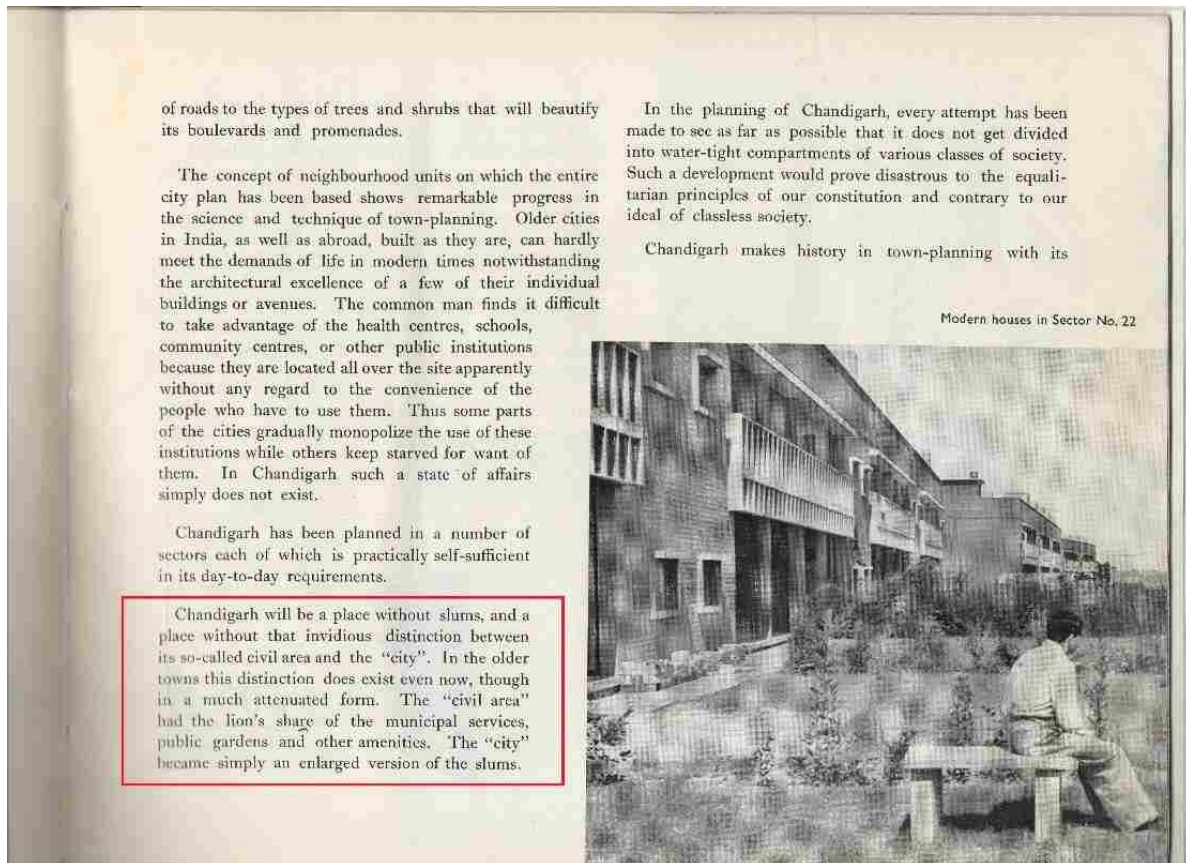 of roads to the types of trees and shrubs that will beautify
its boulevards and promenades.
The concept of neighbourhood units on which the entire
city plan has been based shows remarkable progress in
the science and technique of town-planning. Older cities
in India, as well as abroad, built as they are, can hardly
meet the demands of life in modern times notwithstanding
the architectural excellence of a few of their individual
buildings or avenues. The common man finds it difficult
to take advantage of the health centres, schools,
community centres, or other public institutions
because they are located all over the site apparently
without any regard to the convenience of the
people who have to use them. Thus some parts
of the cities gradually monopolize the use of these
institutions while others keep starved for want of
them. In Chandigarh such a state of affairs
simply does not exist.
Chandigarh has been planned in a number of
sectors each of which is practically self-sufficient
in its day-to-day requirements.
Chandigarh will be a place without slums, and a
place without that invidious distinction between
its so-called civil area and the "city". In the older
towns this distinction does exist even now, though
in a much attenuated form. The "civil area"
had the lion's share of the municipal services,
public gardens and other amenities. The "city"
became simply an enlarged version of the slums.
In the planning of Chandigarh, every attempt has been
made to see as far as possible that it does not get divided
into water-tight compartments of various classes of society.
Such a development would prove disastrous to the equali-
tarian principles of our constitution and contrary to our
ideal of classless society.
Chandigarh makes history in town-planning with its
Modern houses in Sector No. 22